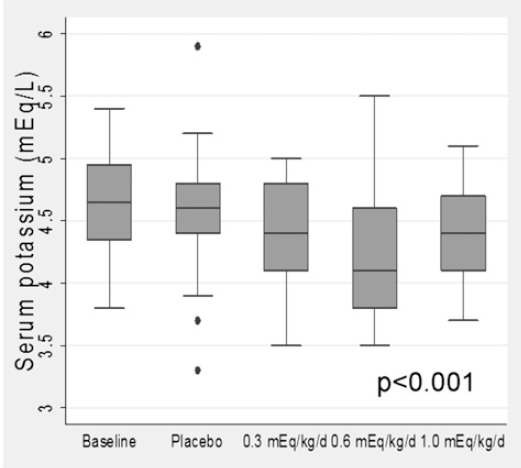 Serum potassium (mEq/L)
6
5.5
5
4.5
4
3.5
3
p<0.001
Baseline Placebo 0.3 mEq/kg/d 0.6 mEq/kg/d 1.0 mEq/kg/d